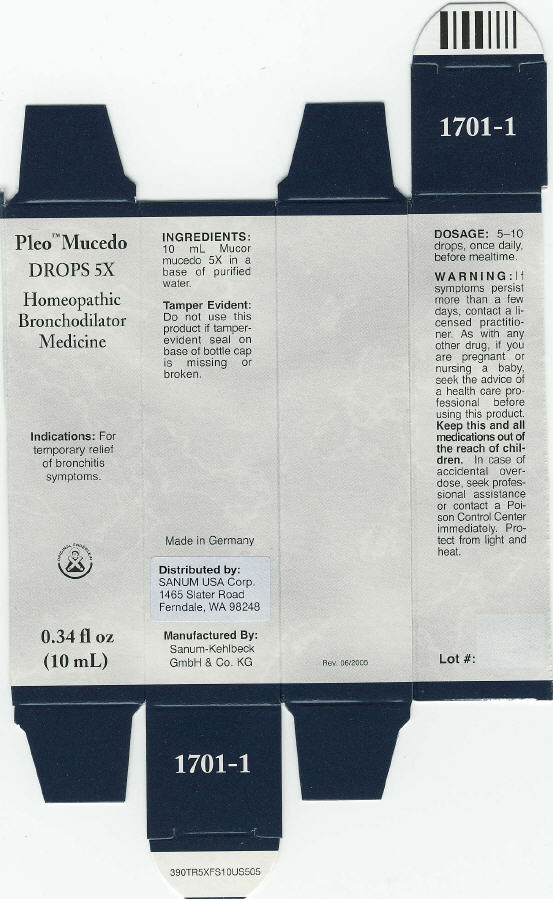 1701-1
Pleo™ Mucedo
DROPS 5X
Homeopathic
Bronchodilator
Medicine
Indications: For
temporary relief
of bronchitis
symptoms.
0.34 fl oz
(10 mL)
INGREDIENTS:
10 mL Mucor
mucedo 5X in a
base of purified
water.
Tamper Evident:
Do not use this
product if tamper-
evident seal on
base of bottle cap
is missing or
broken.
Made in Germany
Distributed by:
SANUM USA Corp.
1465 Slater Road
Ferndale, WA 98248
Manufactured By:
Sanum-Kehlbeck
GmbH & Co. KG
Rev. 06/2005
DOSAGE: 5–10
drops, once daily,
before mealtime.
WARNING: If
symptoms persist
more than a few
days, contact a li-
censed practitio-
ner. As with any
other drug, if you
are pregnant or
nursing a baby,
seek the advice of
a health care pro-
fessional before
using this product.
Keep this and all
medications out of
the reach of chil-
dren. In case of
accidental over-
dose, seek profes-
sional assistance
or contact a Poi-
son Control Center
immediately. Pro-
tect from light and
heat.
Lot #:
1701-1
390TR5XFS10US505